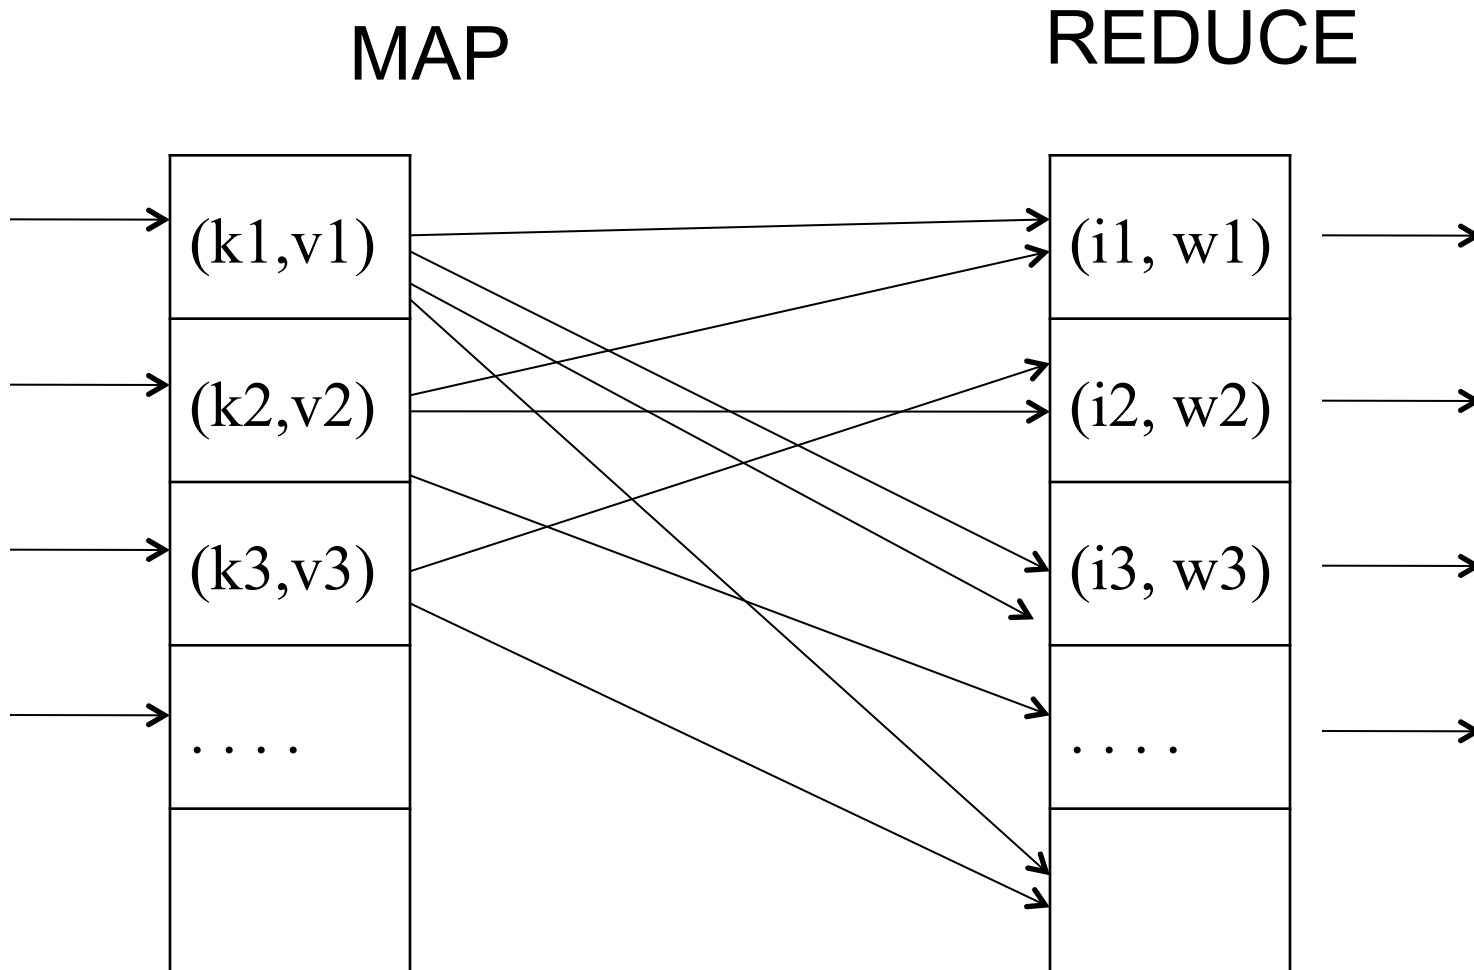 MAP
REDUCE
(k1,v1)
(i1, w1)
(k2,v2)
(i2, w2)
(k3,v3)
(i3, w3)
. . . .
. . . .